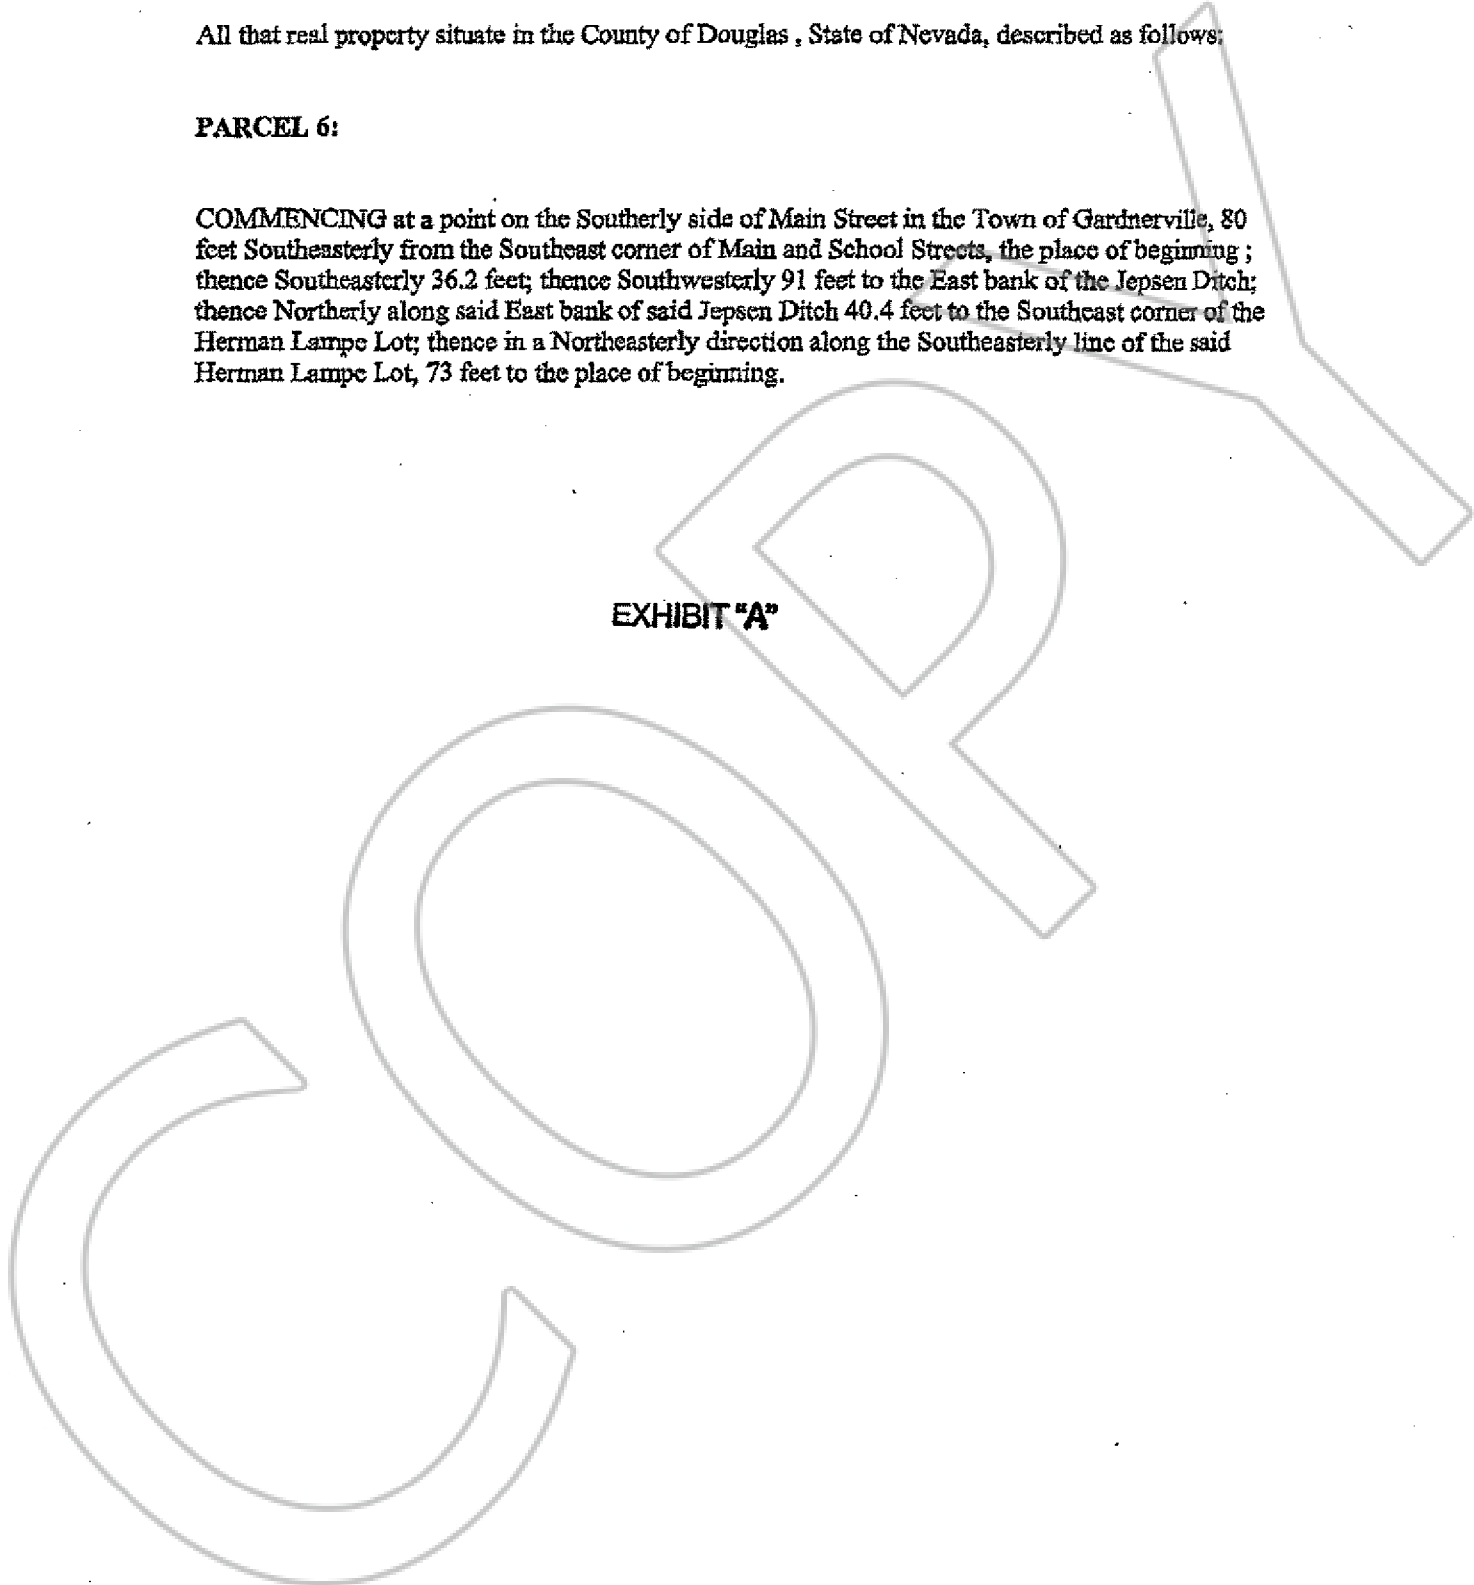 All that real property situate in the County of Douglas , State of Nevada, described as follows:
PARCEL 6:
COMMENCING at a point on the Southerly side of Main Street in the Town of Gardnerville, 80
feet Southeasterly from the Southeast corner of Main and School Streets, the place of beginning ;
thence Southeasterly 36.2 feet; thence Southwesterly 91 feet to the East bank of the Jepsen Ditch;
thence Northerly along said East bank of said Jepsen Ditch 40.4 feet to the Southeast corner of the
Herman Lampe Lot; thence in a Northeasterly direction along the Southeasterly line of the said
Herman Lampe Lot, 73 feet to the place of beginning.
EXHIBIT "A"
COPY